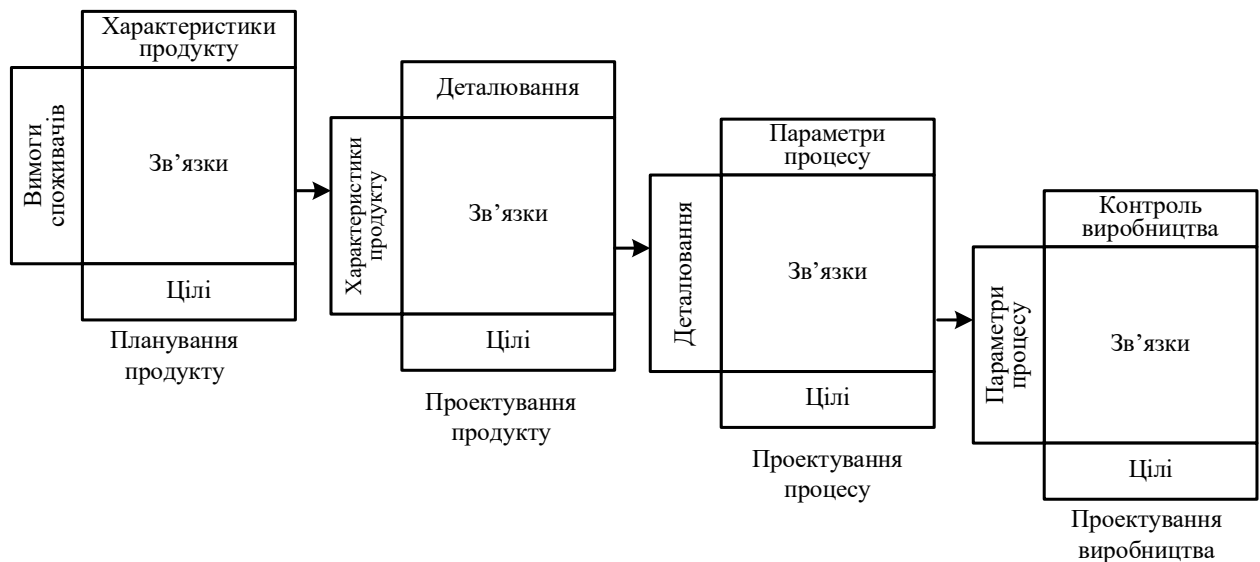 Характеристики
продукту
Вимоги
споживачів
Зв’язки
Цілі
Планування
продукту
Деталювання
Характеристики
продукту
Зв’язки
Цілі
Проектування
продукту
Параметри
процесу
Деталювання
Зв’язки
Цілі
Проектування
процесу
Контроль
виробництва
Параметри
процесу
Зв’язки
Цілі
Проектування
виробництва